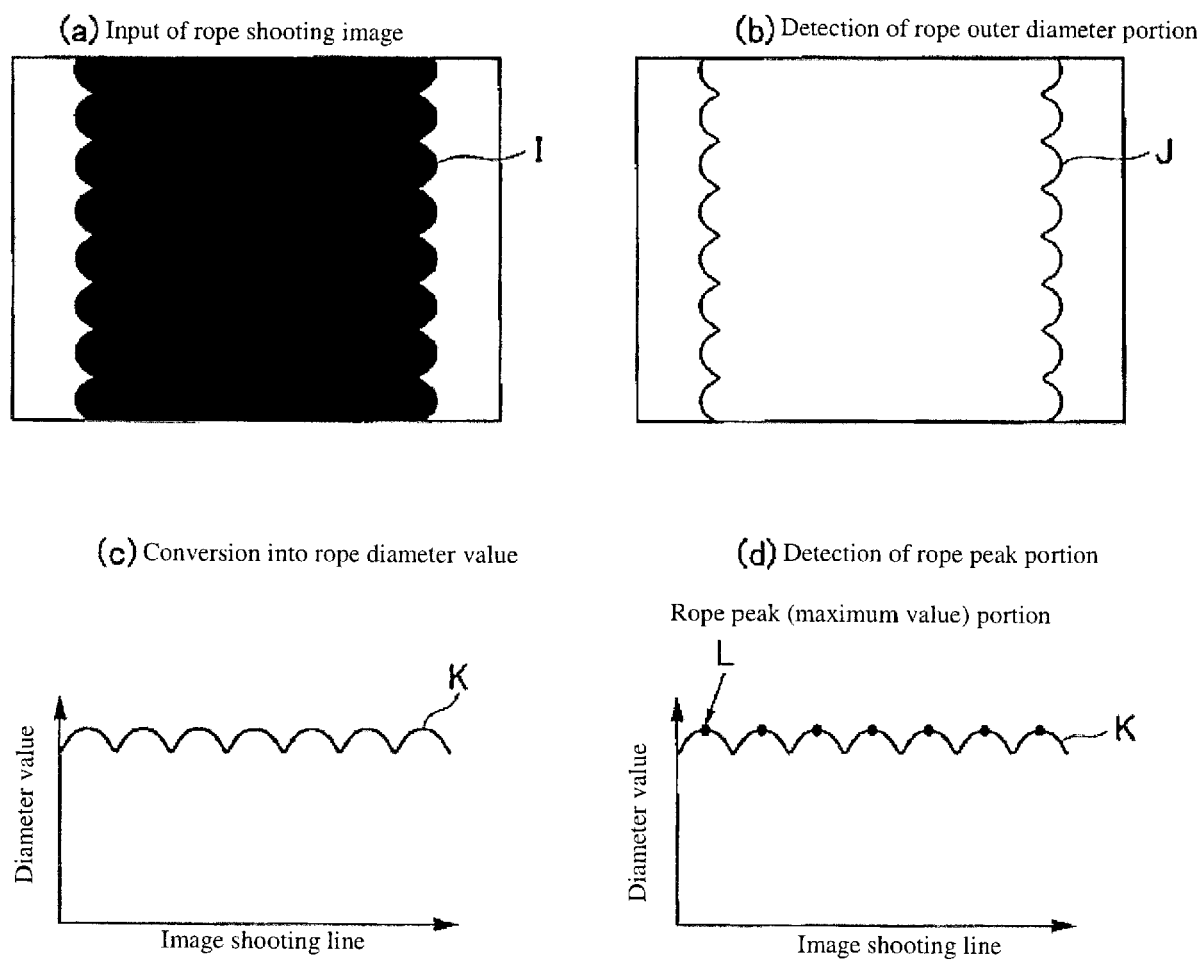 (a) Input of rope shooting image
(b) Detection of rope outer diameter portion
I
J
(c) Conversion into rope diameter value
(d) Detection of rope peak portion
Rope peak (maximum value) portion
K
Diameter value
Image shooting line
L
K
Diameter value
Image shooting line